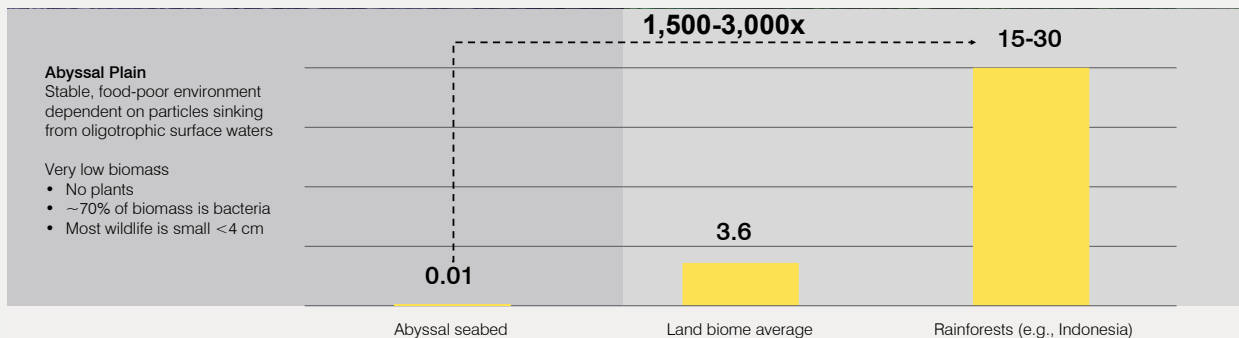 1,500-3,000x
15-30
Abyssal Plain
Stable, food-poor environment
dependent on particles sinking
from oligotrophic surface waters
Very low biomass
• No plants
• ~70% of biomass is bacteria
• Most wildlife is small <4 cm
0.01
3.6
Abyssal seabed
Land biome average
Rainforests (e.g., Indonesia)